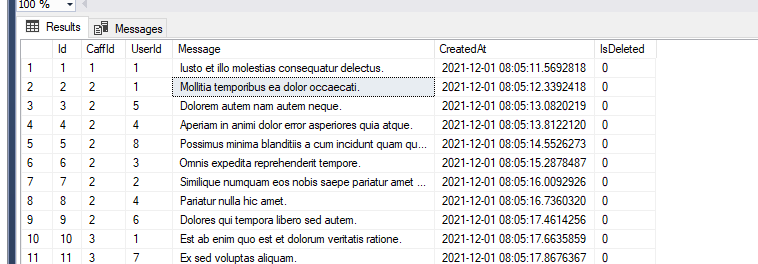 100 %
Results Messages
Id CaffId UserId Message CreatedAt IsDeleted
1 1 1 1 Iusto et illo molestias consequatur delectus. 2021-12-01 08:05:11.5692818 0
2 2 2 1 Mollitia temporibus ea dolor occaecati. 2021-12-01 08:05:12.3392418 0
3 3 2 5 Dolorem autem nam autem neque. 2021-12-01 08:05:13.0820219 0
4 4 2 4 Aperiam in animi dolor error asperiores quia atque. 2021-12-01 08:05:13.8122120 0
5 5 2 8 Possimus minima blanditiis a cum incidunt quam qu... 2021-12-01 08:05:14.5526273 0
6 6 2 3 Omnis expedita reprehenderit tempore. 2021-12-01 08:05:15.2878487 0
7 7 2 2 Similique numquam eos nobis saepe pariatur amet ... 2021-12-01 08:05:16.0092926 0
8 8 2 4 Pariatur nulla hic amet. 2021-12-01 08:05:16.7360320 0
9 9 2 6 Dolores qui tempora libero sed autem. 2021-12-01 08:05:17.4614256 0
10 10 3 1 Est ab enim quo est et dolorum veritatis ratione. 2021-12-01 08:05:17.6635859 0
11 11 3 7 Ex sed voluptas aliquam. 2021-12-01 08:05:17.8676367 0